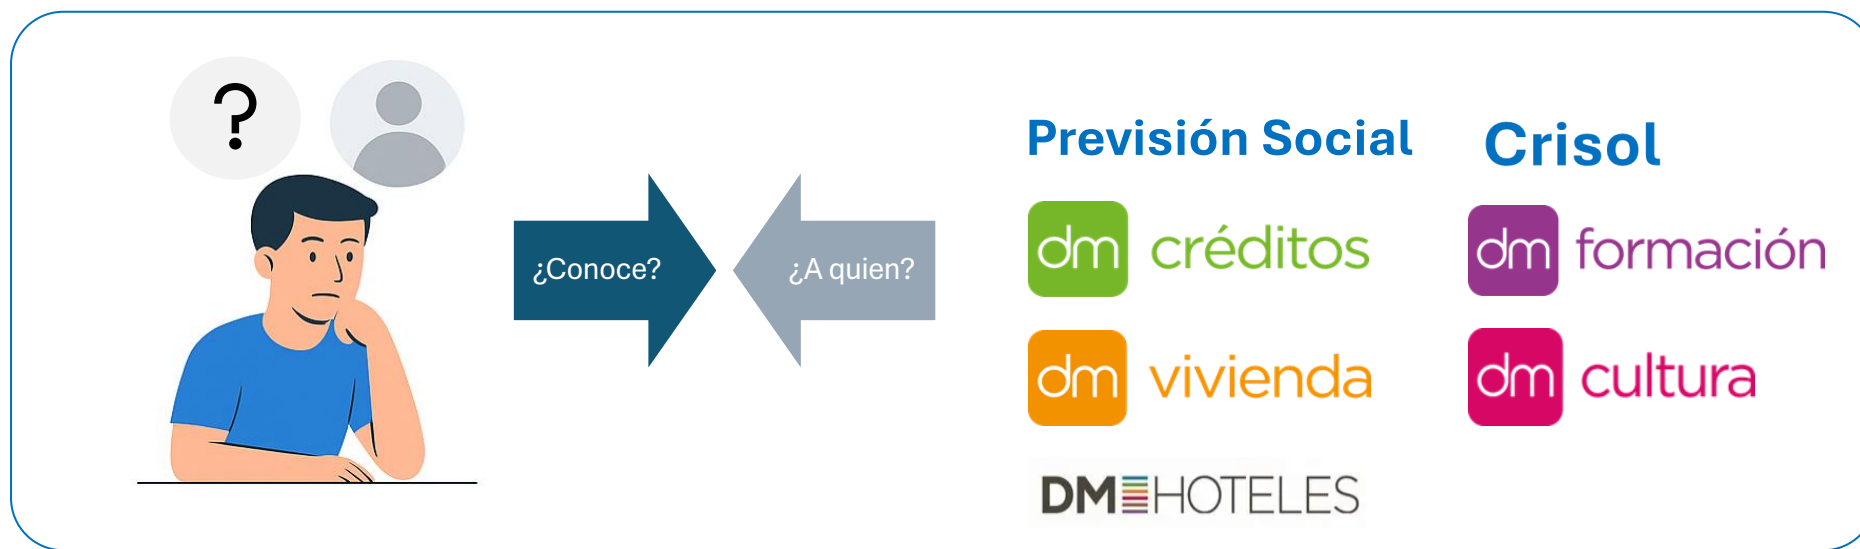 ?
¿Conoce?
¿A quien?
Previsión Social
dm créditos
dm vivienda
DM HOTELES
Crisol
dm formación
dm cultura